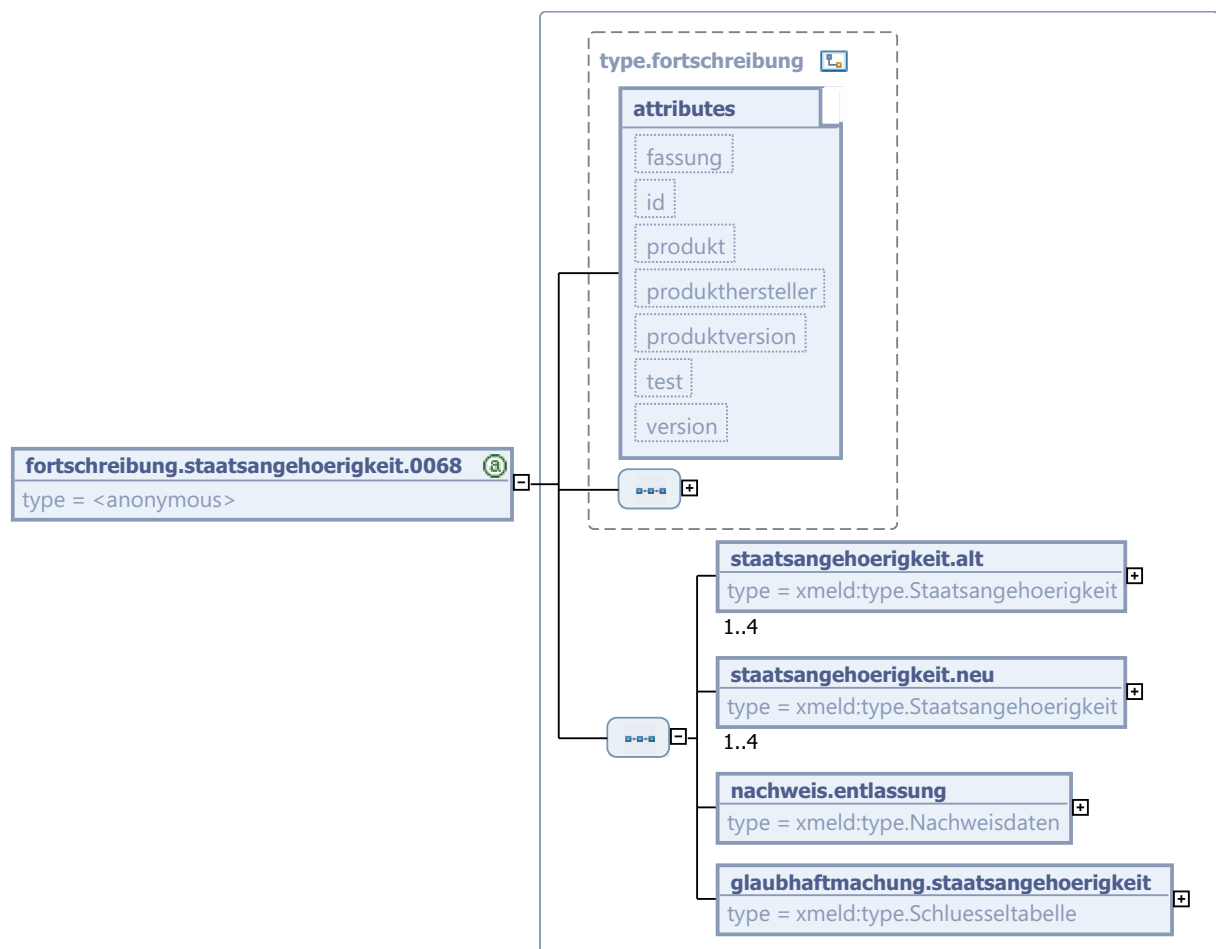 type.fortschreibung
attributes
fassung
id
produkt
produkthersteller
produktversion
test
version
fortschreibung.staatsangehoerigkeit.0068 @
type = <anonymous>
staatsangehoerigkeit.alt
type = xmeld:type.Staatsangehoerigkeit
1..4
staatsangehoerigkeit.neu
type = xmeld:type.Staatsangehoerigkeit
1..4
nachweis.entlassung
type = xmeld:type.Nachweisdaten
glaubhaftmachung.staatsangehoerigkeit
type = xmeld:type.Schluesseltabelle